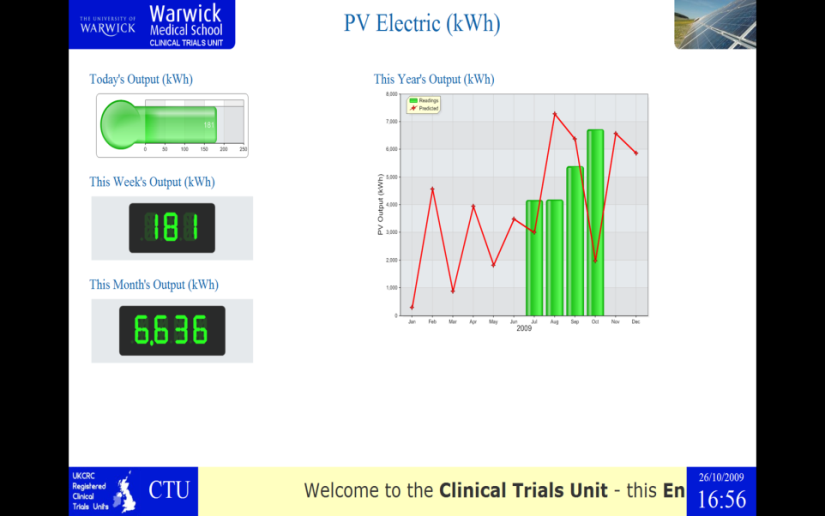 THE UNIVERSITY OF
WARWICK
Warwick
Medical School
CLINICAL TRIALS UNIT
PV Electric (kWh)
Today's Output (kWh)
181
0 50 100 150 200 250
This Week's Output (kWh)
181
This Month's Output (kWh)
6,636
This Year's Output (kWh)
Readings
Predicted
PV Output (kWh)
8,000
7,000
6,000
5,000
4,000
3,000
2,000
1,000
0
Jan Feb Mar Apr May Jun Jul Aug Sep Oct Nov Dec
2009
UKCRC
Registered
Clinical
Trials Units
CTU
Welcome to the Clinical Trials Unit - this En
26/10/2009
16:56